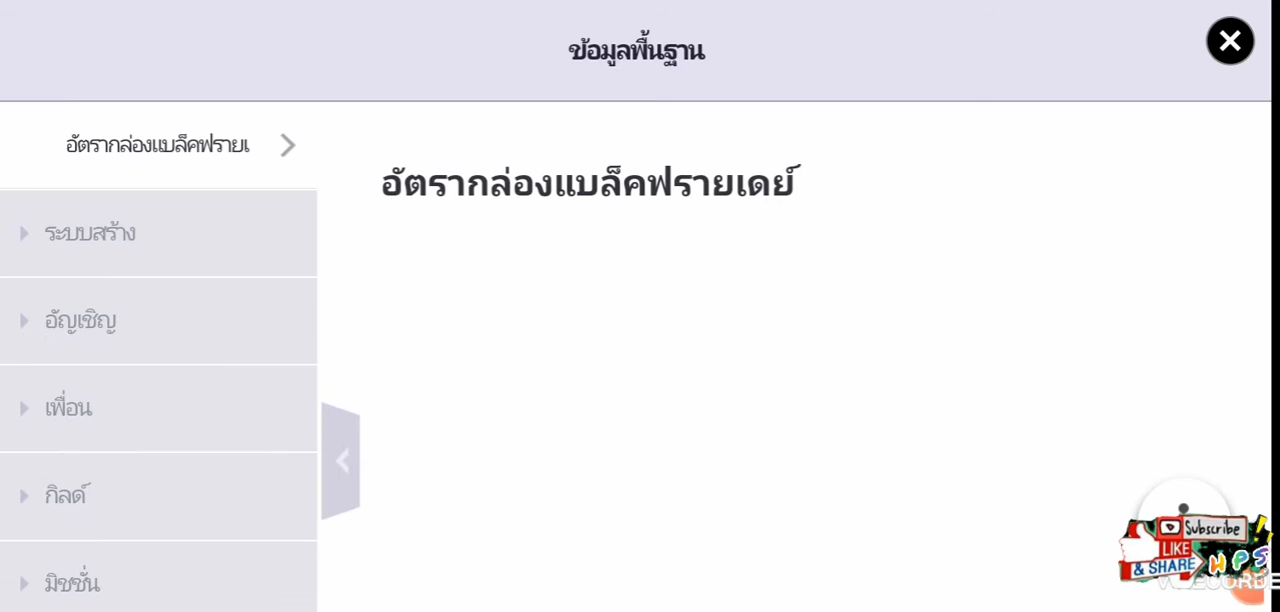 ข้อมูลพื้นฐาน
อัตรากล่องแบล็คฟรายเ
อัตรากล่องแบล็คฟรายเดย์
ระบบสร้าง
อัญเชิญ
เพื่อน
กิลด์
มิชชั่น
Subscribe
LIKE
& SHARE
HPS